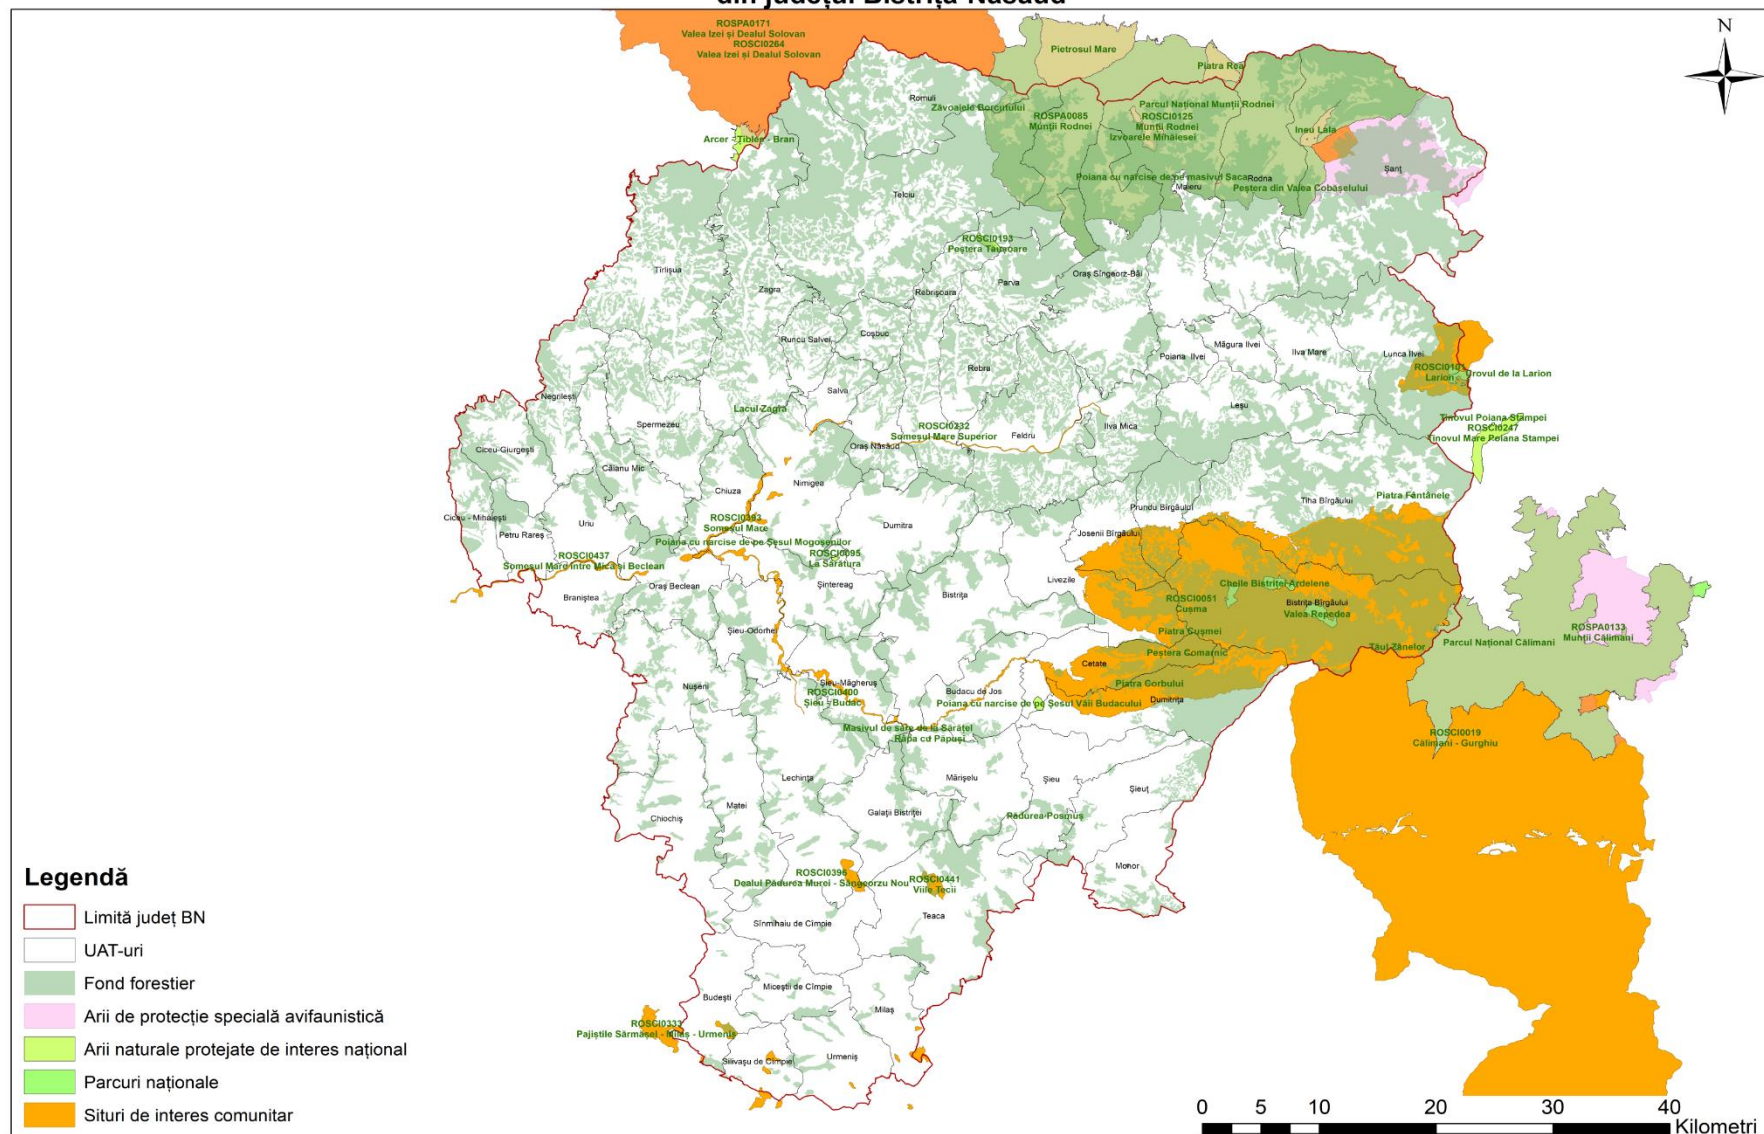 din județul Bistrița-Năsăud
ROSPA0171
Valea Izei și Dealul Solovan
ROSCI0264
Valea Izei și Dealul Solovan
Pietrosul Mare
Piatra Rea
N
Romuli
Zăvoaiele Borcutului
ROSPA0085
Munții Rodnei
Parcul Național Munții Rodnei
ROSCI0125
Munții Rodnei
Izvoarele Mihăiesei
Ineu Lala
Arcer - Țibleș - Bran
Șanț
Poiana cu narcise de pe masivul Saca
Rodna
Maieru
Peștera din Valea Cobășelului
Telciu
ROSCI0193
Peștera Tăușoare
Tîrlișua
Zagra
Rebrișoara
Parva
Oraș Sîngeorz-Băi
Runcu Salvei
Coșbuc
Poiana Ilvei
Măgura Ilvei
Ilva Mare
Lunca Ilvei
ROSCI0101
Larion
Tinovul de la Larion
Rebra
Salva
Negrilești
Lacul Zagra
Leșu
Tinovul Poiana Stampei
ROSCI0247
Tinovul Mare Poiana Stampei
Spermezeu
ROSCI0232
Someșul Mare Superior
Feldru
Ilva Mica
Oraș Năsăud
Ciceu-Giurgești
Căianu Mic
Chiuza
Nimigea
Tiha Bîrgăului
Piatra Fântânele
Prundu Bîrgăului
Ciceu - Mihăiești
Petru Rareș
Uriu
ROSCI0393
Someșul Mare
Dumitra
Josenii Bîrgăului
Poiana cu narcise de pe Șesul Mogoșenilor
ROSCI0437
Someșul Mare între Mica și Beclean
ROSCI0095
La Sărătura
Oraș Beclean
Șintereag
Livezile
Cheile Bistriței Ardelene
Braniștea
Bistrița
ROSCI0051
Cușma
Bistrița Bîrgăului
Valea Repedea
Șieu-Odorhei
Piatra Cușmei
ROSPA0133
Munții Călimani
Parcul Național Călimani
Tăul Zânelor
Peștera Comarnic
Cetate
Nușeni
Șieu-Măgheruș
ROSCI0400
Șieu - Budac
Budacu de Jos
Piatra Corbului
Dumitrița
Poiana cu narcise de pe Șesul Văii Budacului
Masivul de sare de la Sărățel
Râpa cu Păpuși
ROSCI0019
Călimani - Gurghiu
Lechința
Mărișelu
Șieu
Șieuț
Matei
Chiochiș
Galații Bistriței
Pădurea Posmuș
Monor
ROSCI0396
Dealul Pădurea Murei - Sângeorzu Nou
ROSCI0441
Viile Tecii
Teaca
Sînmihaiu de Cîmpie
Miceștii de Cîmpie
Budești
Milaș
ROSCI0333
Pajiștile Sărmășel - Milaș - Urmeniș
Silivașu de Cîmpie
Urmeniș
Legendă
Limită județ BN
UAT-uri
Fond forestier
Arii de protecție specială avifaunistică
Arii naturale protejate de interes național
Parcuri naționale
Situri de interes comunitar
0 5 10 20 30 40
Kilometri